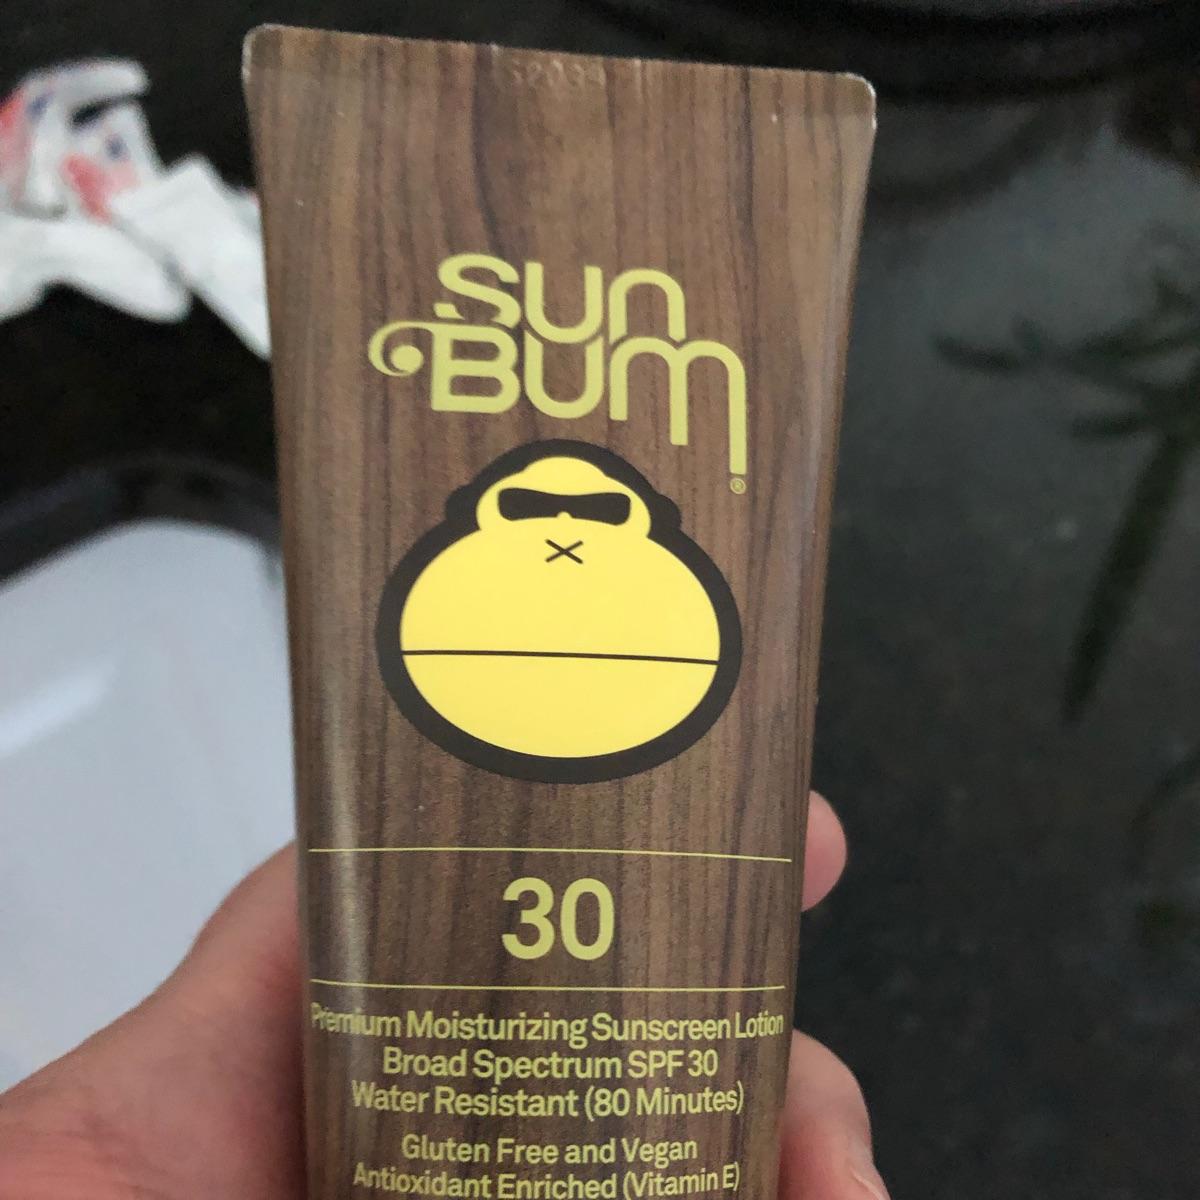 sun
BUM®
30
Premium Moisturizing Sunscreen Lotion
Broad Spectrum SPF 30
Water Resistant (80 Minutes)
Gluten Free and Vegan
Antioxidant Enriched (Vitamin E)